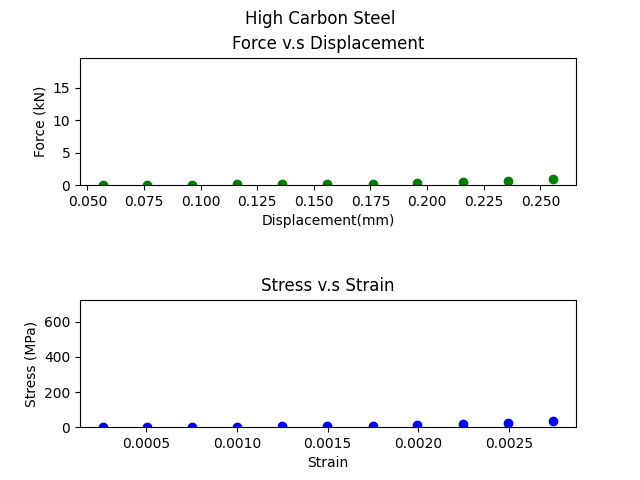 High Carbon Steel
Force v.s Displacement
Force (kN)
15
10
5
0
0.050 0.075 0.100 0.125 0.150 0.175 0.200 0.225 0.250
Displacement(mm)
Stress v.s Strain
Stress (MPa)
600
400
200
0
0.0005 0.0010 0.0015 0.0020 0.0025
Strain